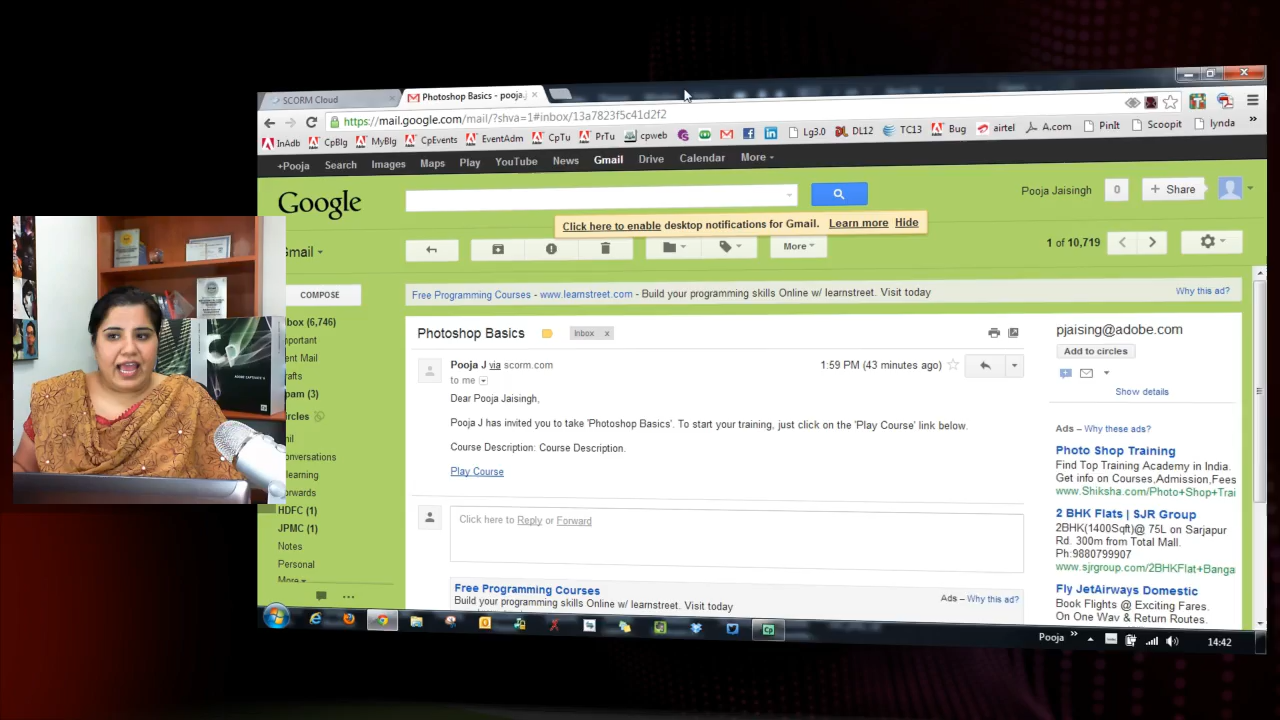 SCORM Cloud
Photoshop Basics - pooja.j
https://mail.google.com/mail/?shva=1#inbox/13a7823f5c41d2f2
InAdb CpBlg MyBlg CpEvents EventAdm CpTu PrTu cpweb Lg3.0 DL12 TC13 Bug airtel A.com PinIt Scoopit lynda
+Pooja Search Images Maps Play YouTube News Gmail Drive Calendar More
Google
Pooja Jaisingh 0 + Share
Click here to enable desktop notifications for Gmail. Learn more Hide
Gmail
More
1 of 10,719
COMPOSE
Free Programming Courses - www.learnstreet.com - Build your programming skills Online w/ learnstreet. Visit today
Why this ad?
nbox (6,746)
portant
ent Mail
rafts
pam (3)
ircles
onversations
learning
orwards
HDFC (1)
JPMC (1)
Notes
Personal
More
Photoshop Basics
Inbox x
Pooja J via scorm.com
1:59 PM (43 minutes ago)
to me
Dear Pooja Jaisingh,
Pooja J has invited you to take 'Photoshop Basics'. To start your training, just click on the 'Play Course' link below.
Course Description: Course Description.
Play Course
Click here to Reply or Forward
Free Programming Courses
Build your programming skills Online w/ learnstreet. Visit today
Ads – Why this ad?
pjaising@adobe.com
Add to circles
Show details
Ads – Why these ads?
Photo Shop Training
Find Top Training Academy in India.
Get info on Courses,Admission,Fees
www.Shiksha.com/Photo+Shop+Trai
2 BHK Flats | SJR Group
2BHK(1400Sqft)@ 75L on Sarjapur
Rd. 300m from Total Mall.
Ph:9880799907
www.sjrgroup.com/2BHKFlat+Banga
Fly JetAirways Domestic
Book Flights @ Exciting Fares.
On One Way & Return Routes.
Pooja
14:42